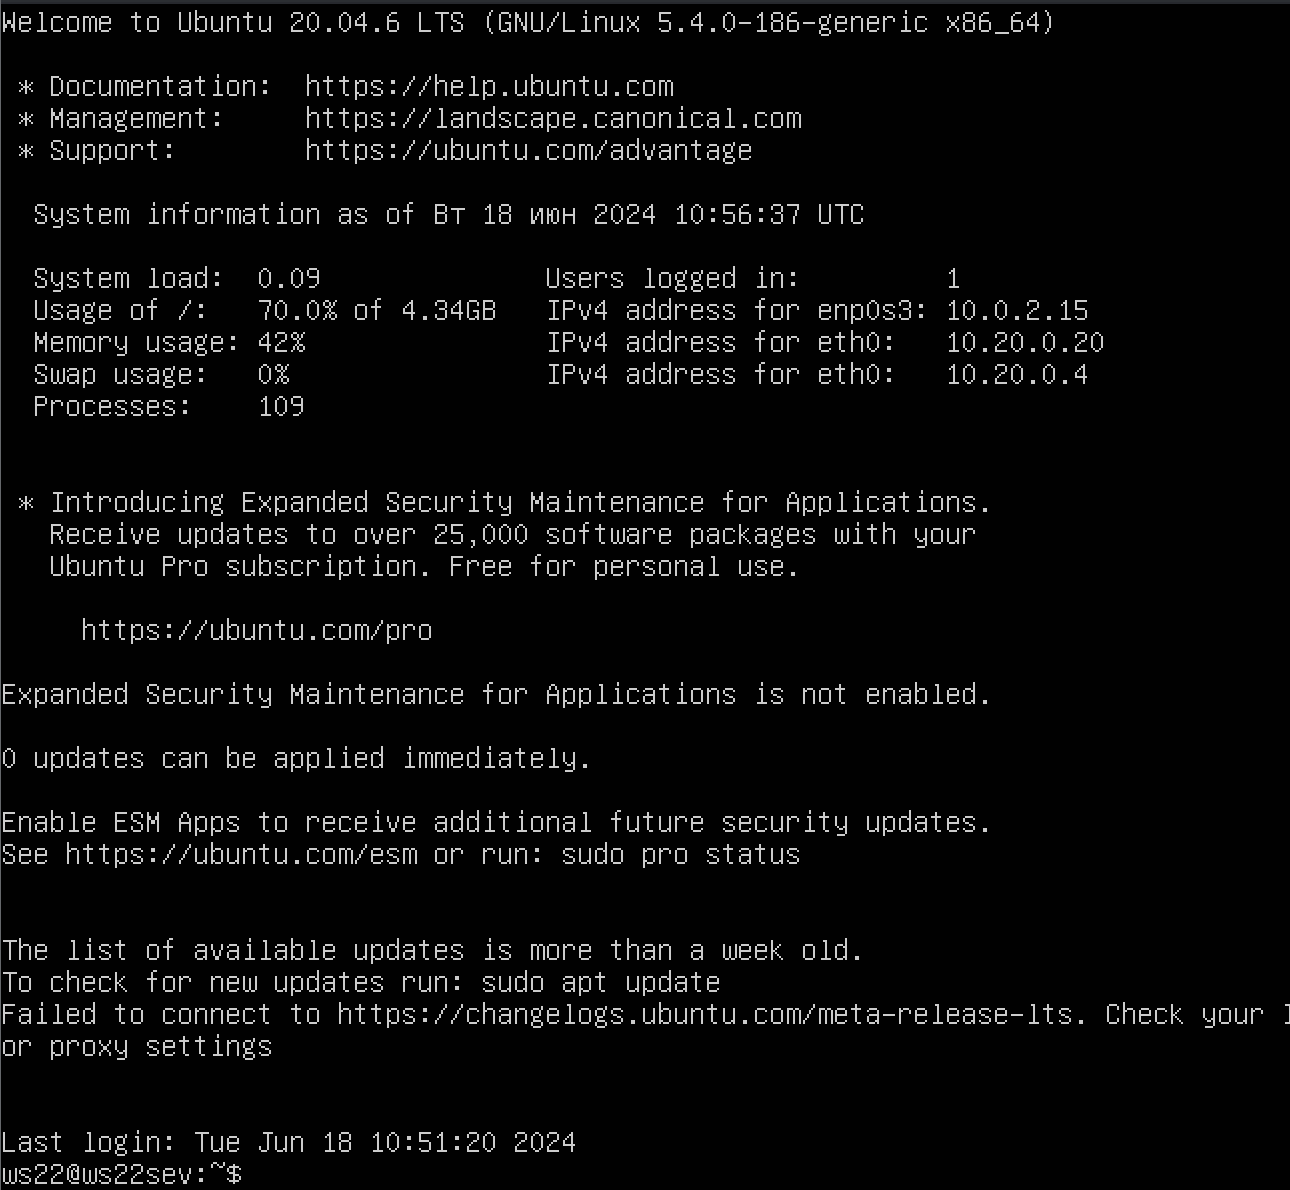 Welcome to Ubuntu 20.04.6 LTS (GNU/Linux 5.4.0-186-generic x86_64)
* Documentation:  https://help.ubuntu.com
* Management:     https://landscape.canonical.com
* Support:        https://ubuntu.com/advantage
System information as of Вт 18 июн 2024 10:56:37 UTC
System load:  0.09              Users logged in:         1
Usage of /:   70.0% of 4.34GB   IPv4 address for enp0s3: 10.0.2.15
Memory usage: 42%               IPv4 address for eth0:   10.20.0.20
Swap usage:   0%                IPv4 address for eth0:   10.20.0.4
Processes:    109
* Introducing Expanded Security Maintenance for Applications.
Receive updates to over 25,000 software packages with your
Ubuntu Pro subscription. Free for personal use.
https://ubuntu.com/pro
Expanded Security Maintenance for Applications is not enabled.
0 updates can be applied immediately.
Enable ESM Apps to receive additional future security updates.
See https://ubuntu.com/esm or run: sudo pro status
The list of available updates is more than a week old.
To check for new updates run: sudo apt update
Failed to connect to https://changelogs.ubuntu.com/meta-release-lts. Check your
or proxy settings
Last login: Tue Jun 18 10:51:20 2024
ws22@ws22sev:~$